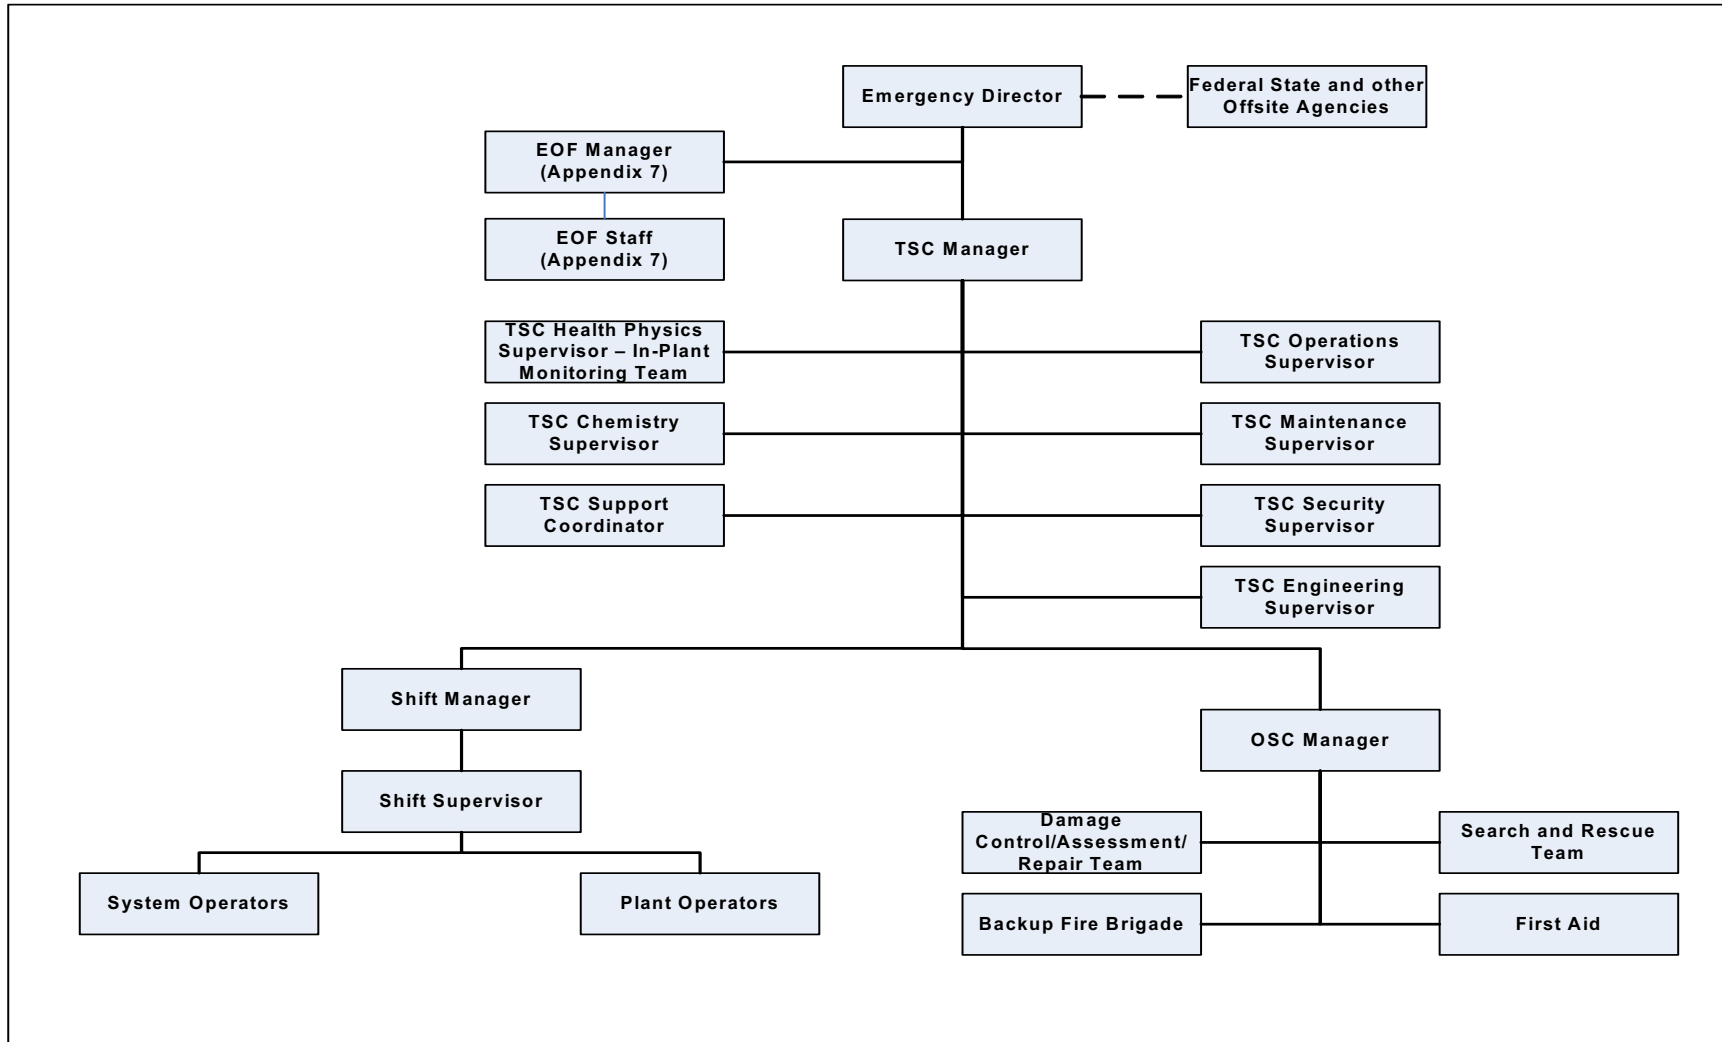 Emergency Director
Federal State and other
Offsite Agencies
EOF Manager
(Appendix 7)
EOF Staff
(Appendix 7)
TSC Manager
TSC Health Physics
Supervisor – In-Plant
Monitoring Team
TSC Operations
Supervisor
TSC Chemistry
Supervisor
TSC Maintenance
Supervisor
TSC Support
Coordinator
TSC Security
Supervisor
TSC Engineering
Supervisor
Shift Manager
OSC Manager
Shift Supervisor
Damage
Control/Assessment/
Repair Team
Search and Rescue
Team
System Operators
Plant Operators
Backup Fire Brigade
First Aid